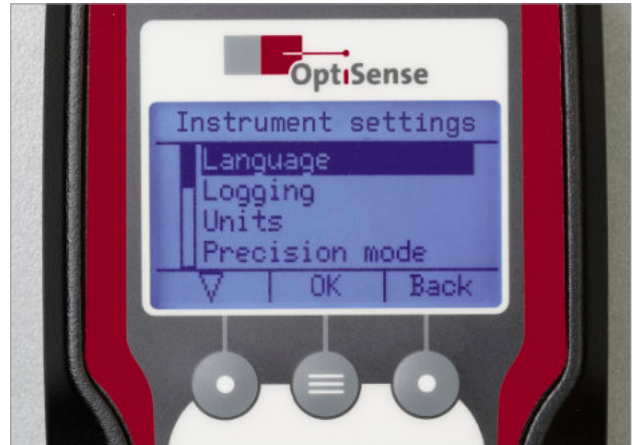 OptiSense
Instrument settings
Language
Logging
Units
Precision mode
OK Back